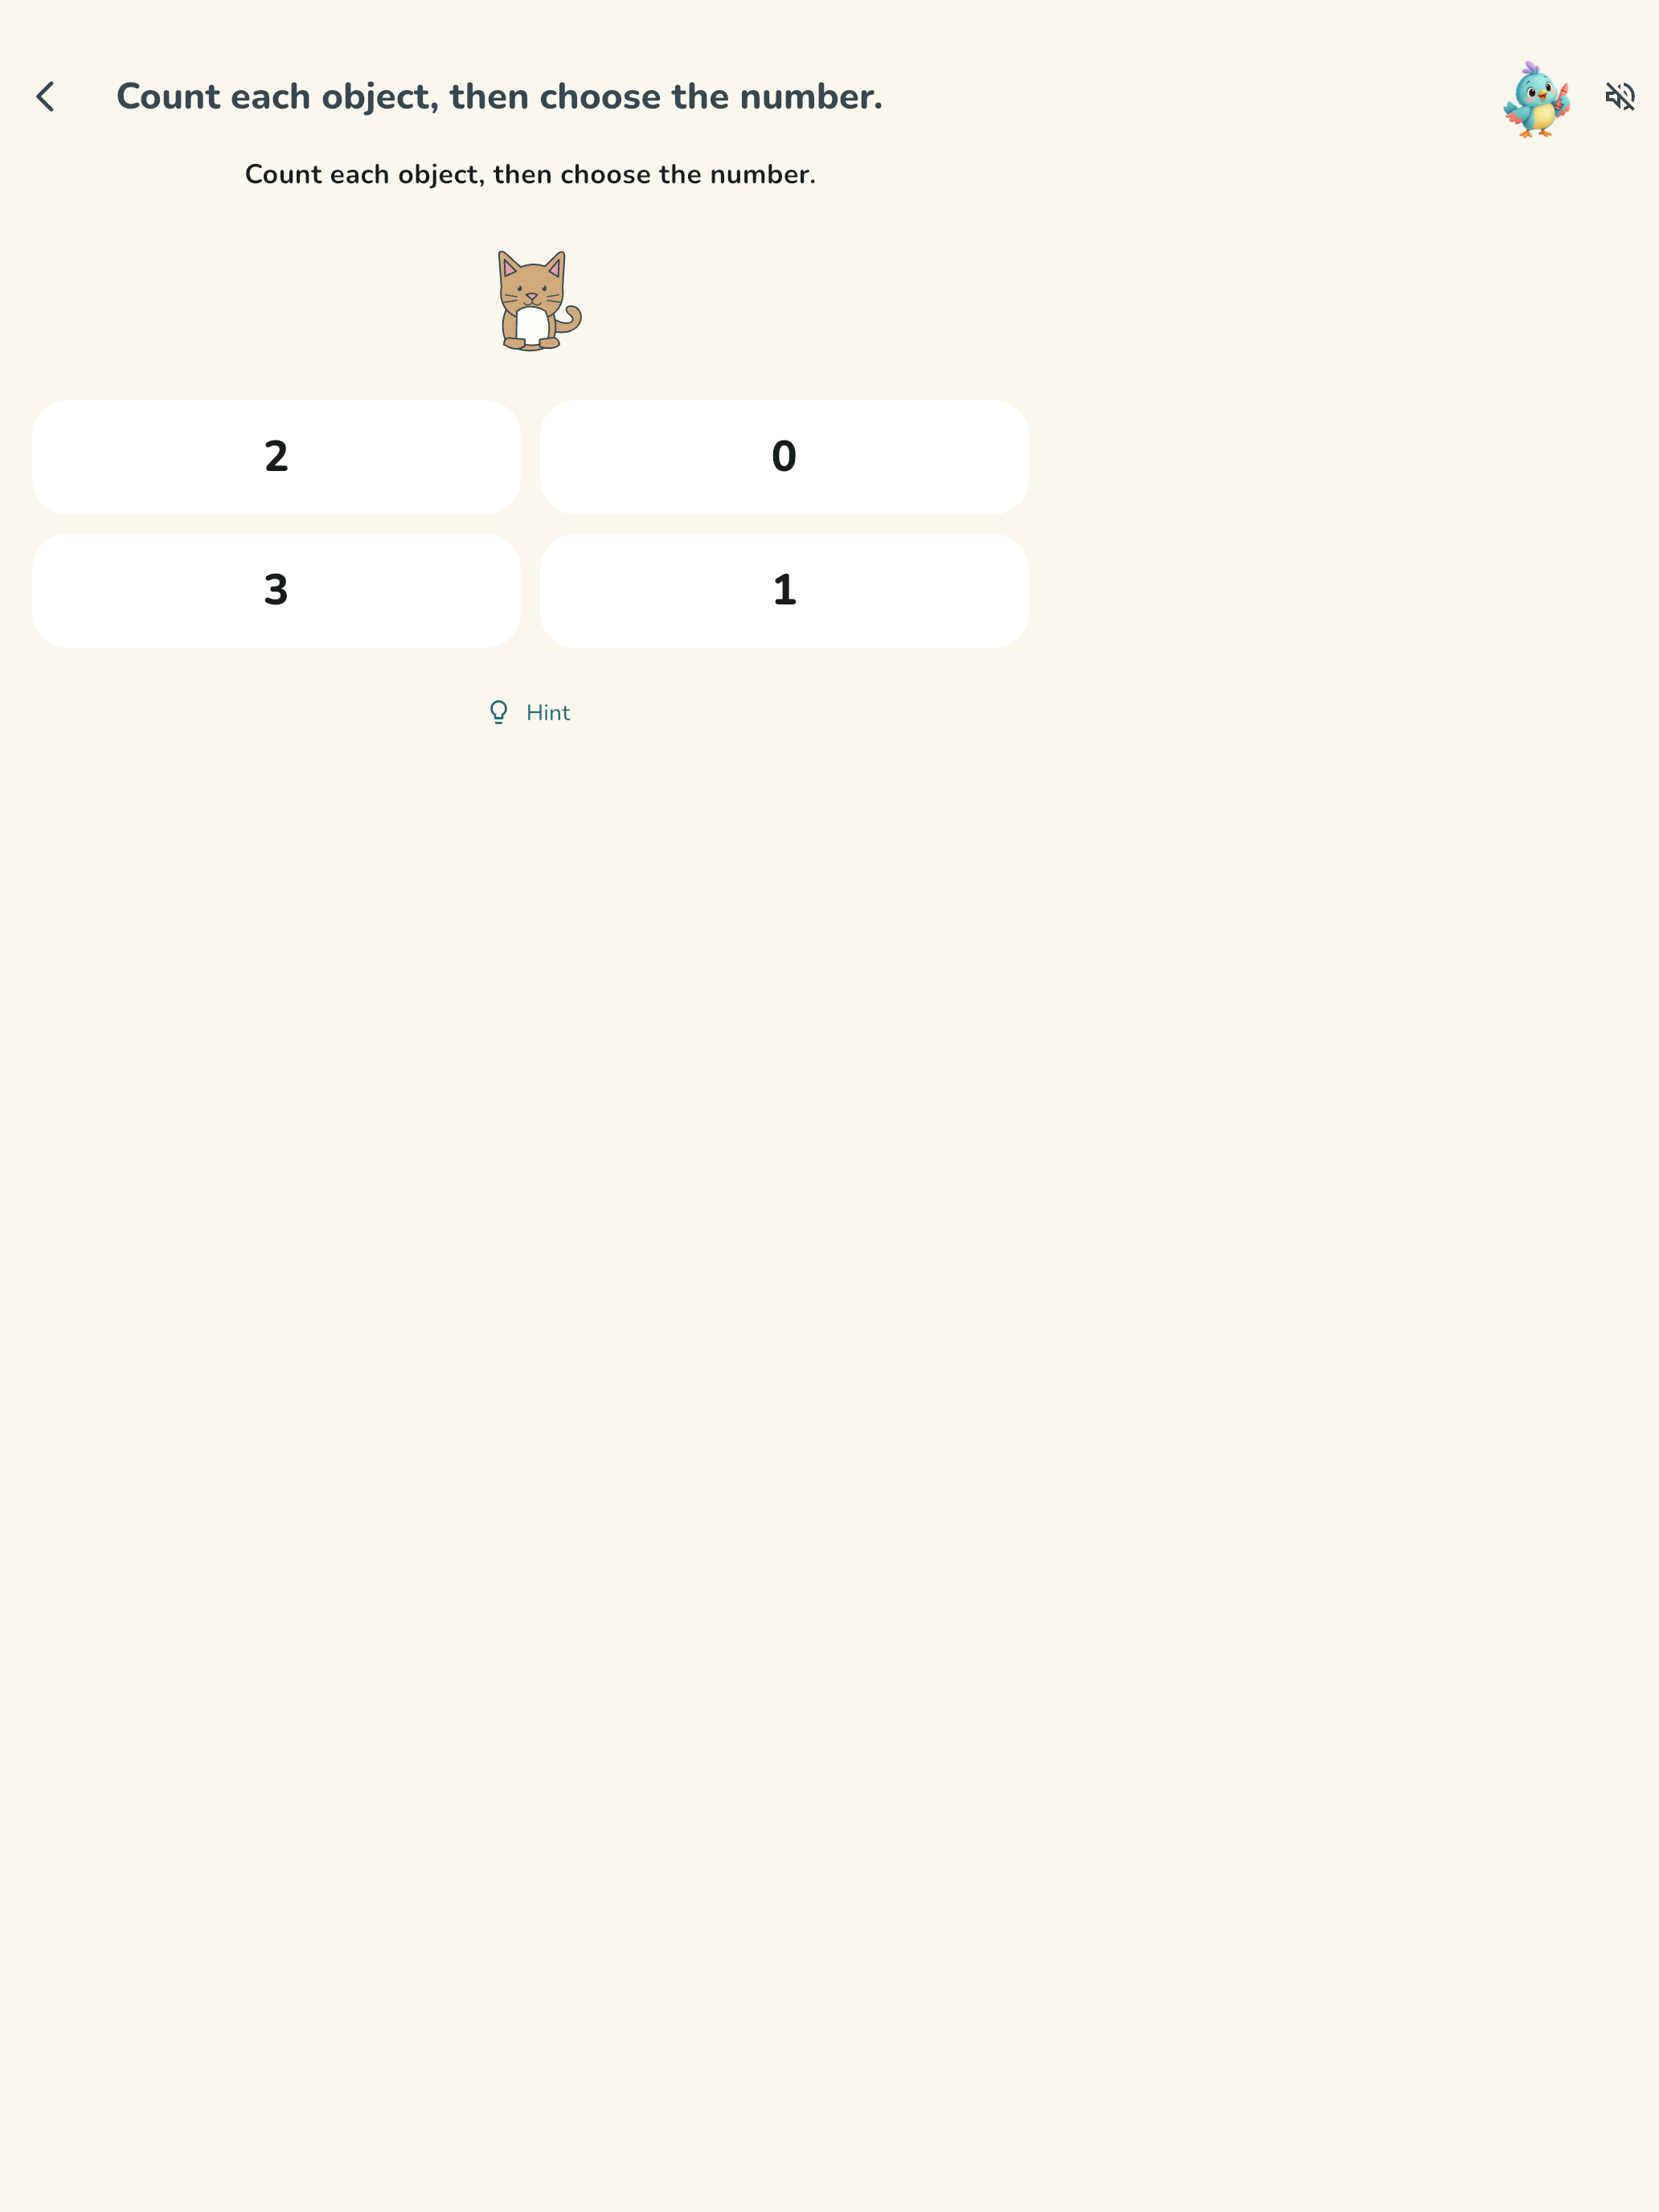 Count each object, then choose the number.
Count each object, then choose the number.
2
0
3
1
Hint